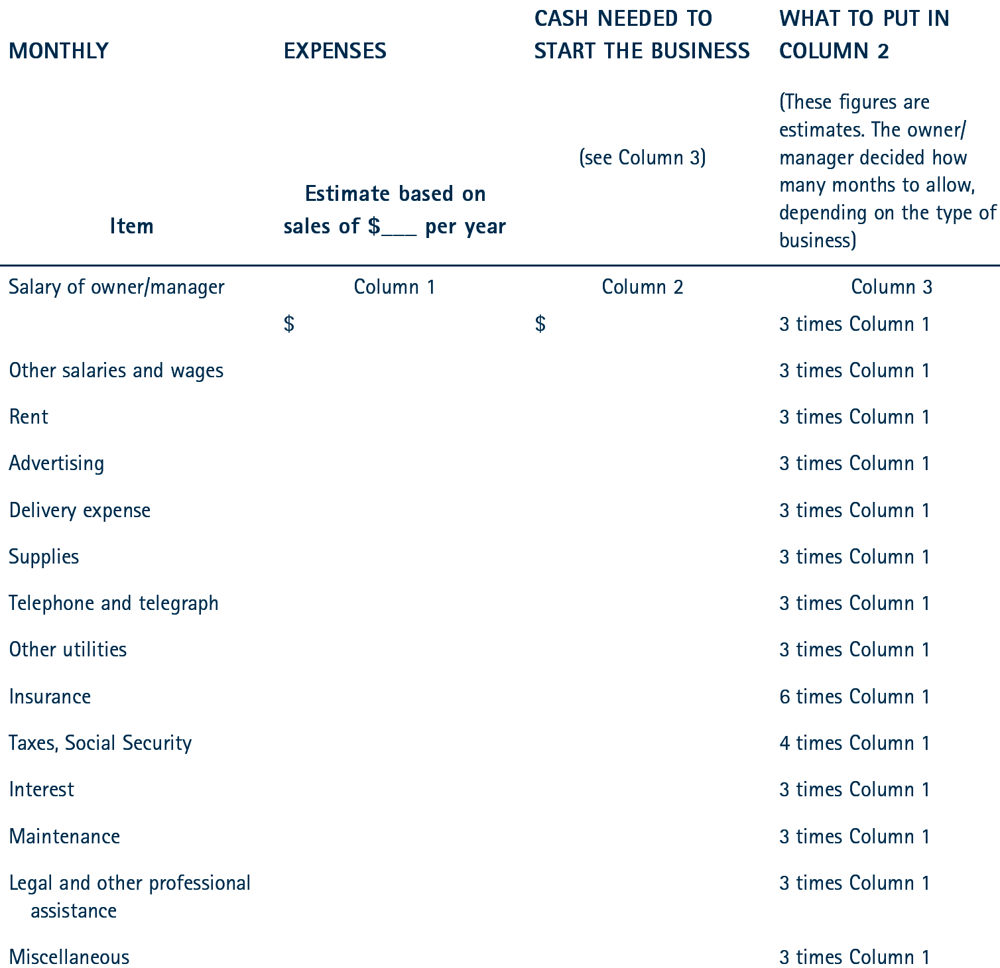 MONTHLY
EXPENSES
CASH NEEDED TO
START THE BUSINESS
WHAT TO PUT IN
COLUMN 2
Item
Estimate based on
sales of $___ per year
(see Column 3)
(These figures are
estimates. The owner/
manager decided how
many months to allow,
depending on the type of
business)
Salary of owner/manager Column 1 Column 2 Column 3
$ $ 3 times Column 1
Other salaries and wages 3 times Column 1
Rent 3 times Column 1
Advertising 3 times Column 1
Delivery expense 3 times Column 1
Supplies 3 times Column 1
Telephone and telegraph 3 times Column 1
Other utilities 3 times Column 1
Insurance 6 times Column 1
Taxes, Social Security 4 times Column 1
Interest 3 times Column 1
Maintenance 3 times Column 1
Legal and other professional 3 times Column 1
assistance
Miscellaneous 3 times Column 1